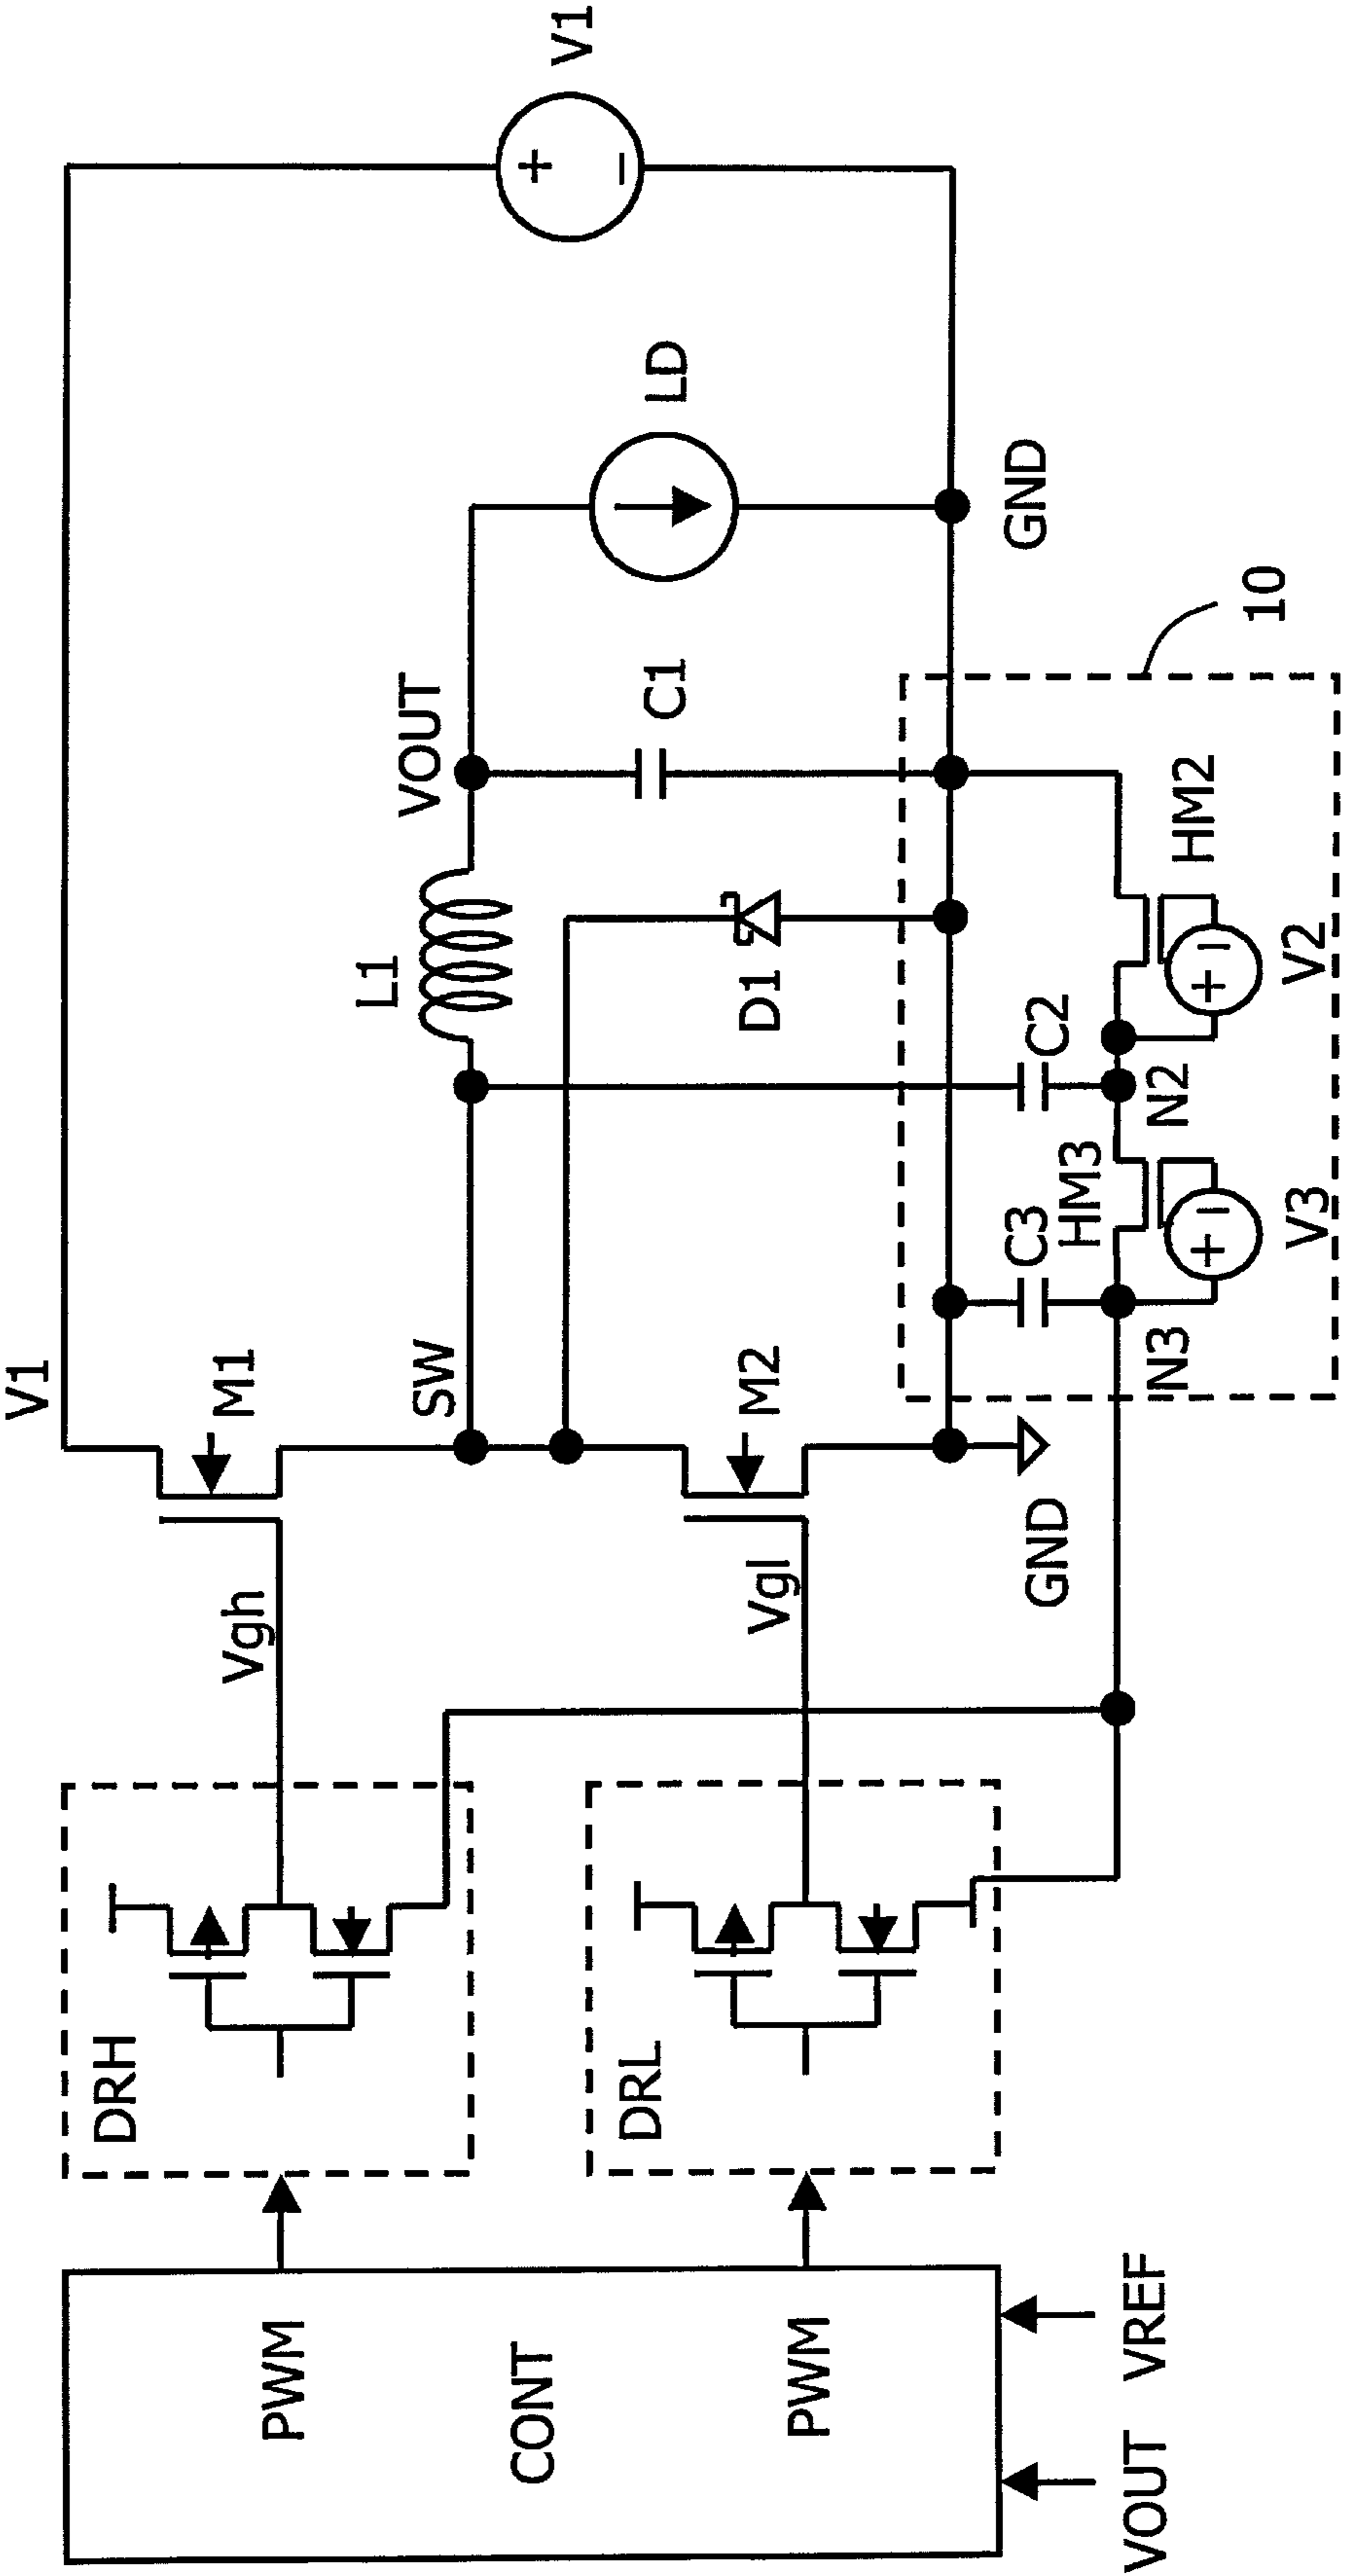 V1
V1
M1
Vgh
DRH
PWM
VOUT
L1
SW
LD
C1
D1
M2
Vgl
DRL
CONT
PWM
GND
10
C2
HM2
V2
N2
HM3
C3
V3
N3
GND
VREF
VOUT